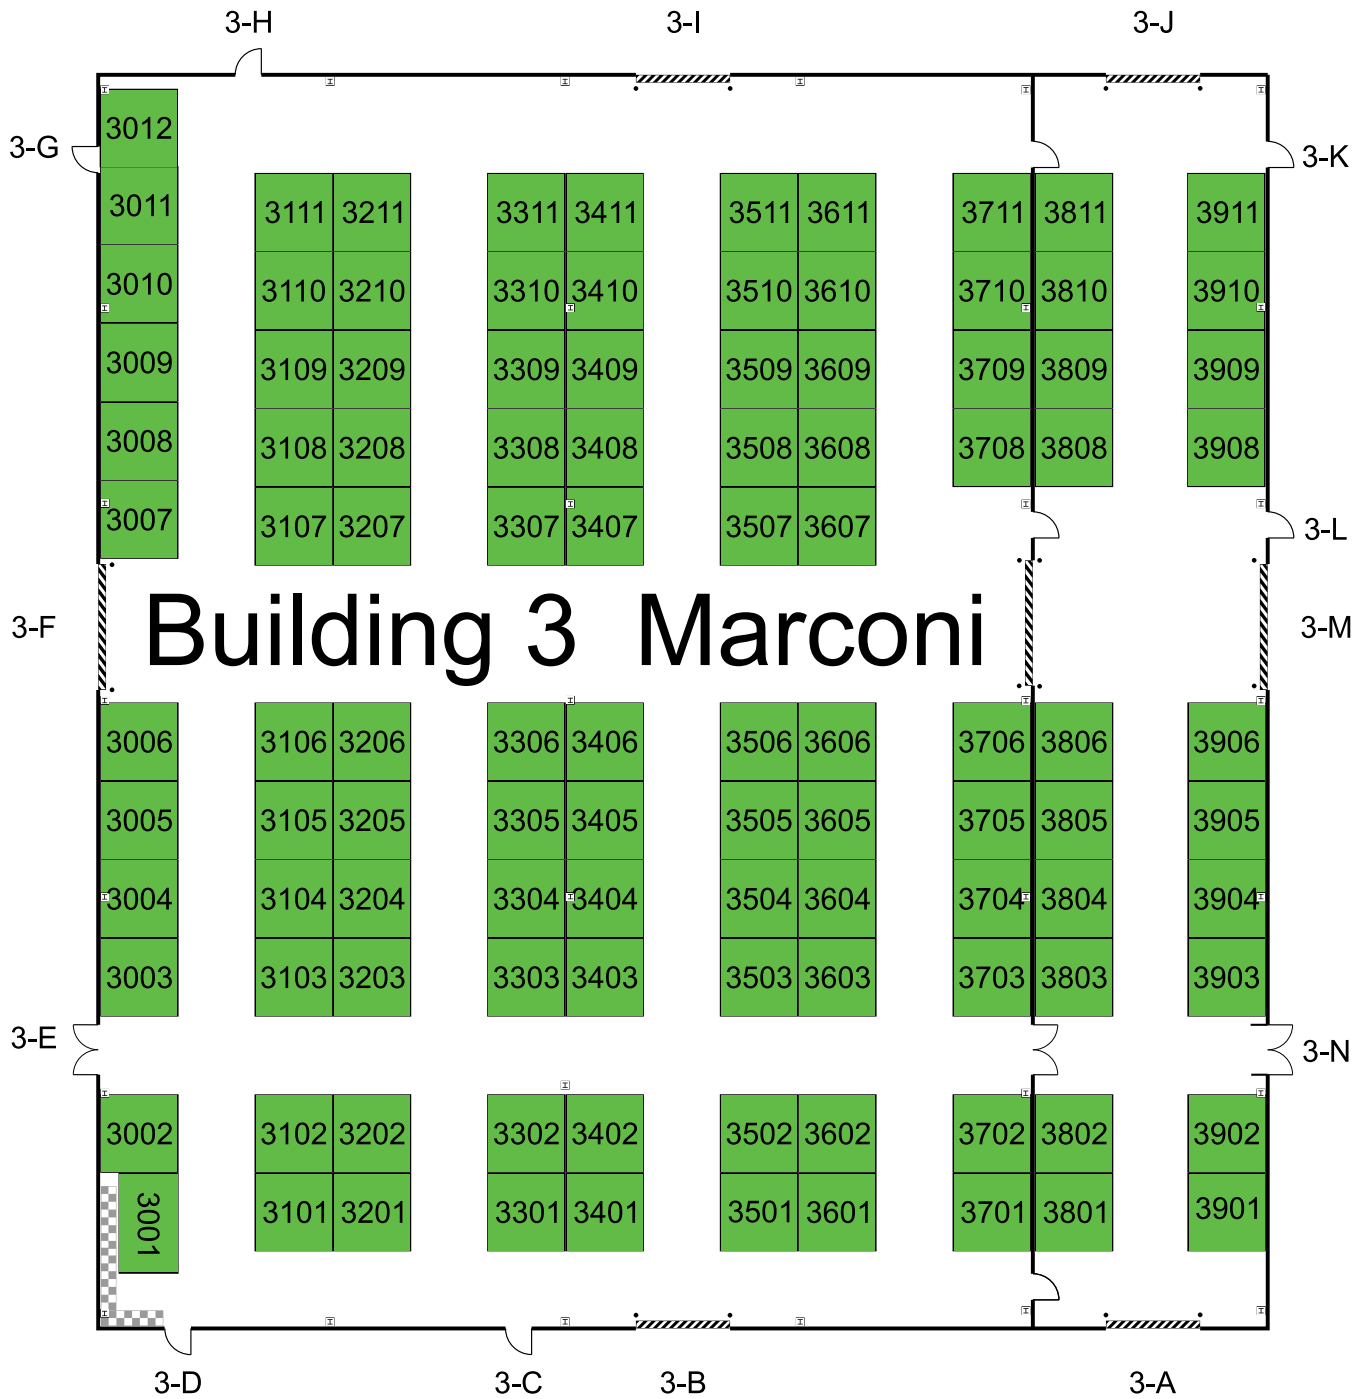 3-H 3-I 3-J
3012
3-G 3-K
3011 3111 3211 3311 3411 3511 3611 3711 3811 3911
3010 3110 3210 3310 3410 3510 3610 3710 3810 3910
3009 3109 3209 3309 3409 3509 3609 3709 3809 3909
3008 3108 3208 3308 3408 3508 3608 3708 3808 3908
3007 3107 3207 3307 3407 3507 3607 3-L
3-F Building 3 Marconi 3-M
3006 3106 3206 3306 3406 3506 3606 3706 3806 3906
3005 3105 3205 3305 3405 3505 3605 3705 3805 3905
3004 3104 3204 3304 3404 3504 3604 3704 3804 3904
3003 3103 3203 3303 3403 3503 3603 3703 3803 3903
3-E 3-N
3002 3102 3202 3302 3402 3502 3602 3702 3802 3902
3001 3101 3201 3301 3401 3501 3601 3701 3801 3901
3-D 3-C 3-B 3-A